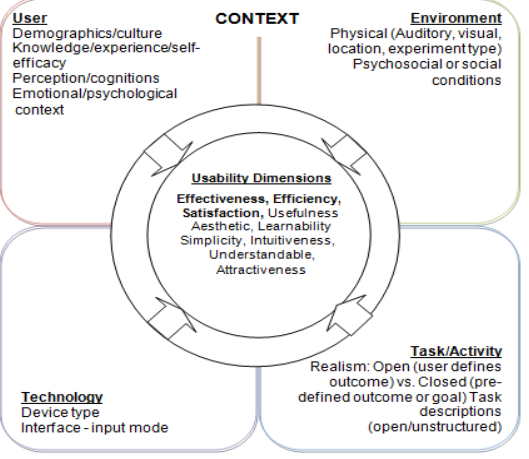 CONTEXT
User
Demographics/culture
Knowledge/experience/self-
efficacy
Perception/cognitions
Emotional/psychological
context
Environment
Physical (Auditory, visual,
location, experiment type)
Psychosocial or social
conditions
Usability Dimensions
Effectiveness, Efficiency,
Satisfaction, Usefulness
Aesthetic, Learnability
Simplicity, Intuitiveness,
Understandable,
Attractiveness
Technology
Device type
Interface - input mode
Task/Activity
Realism: Open (user defines
outcome) vs. Closed (pre-
defined outcome or goal) Task
descriptions
(open/unstructured)